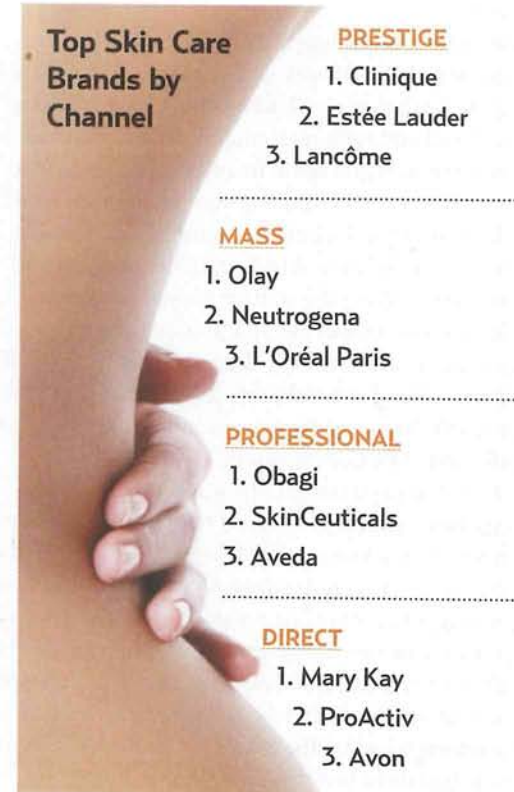 Top Skin Care
Brands by
Channel
PRESTIGE
1. Clinique
2. Estée Lauder
3. Lancôme
MASS
1. Olay
2. Neutrogena
3. L'Oréal Paris
PROFESSIONAL
1. Obagi
2. SkinCeuticals
3. Aveda
DIRECT
1. Mary Kay
2. ProActiv
3. Avon